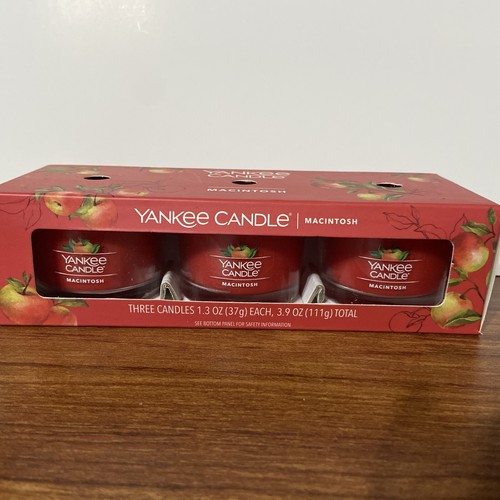 YANKEE CANDLE
MACINTOSH
YANKEE CANDLE® | MACINTOSH
YANKEE CANDLE®
MACINTOSH
YANKEE CANDLE®
MACINTOSH
YANKEE CANDLE®
MACINTOSH
THREE CANDLES 1.3 OZ (37g) EACH, 3.9 OZ (111g) TOTAL
SEE BOTTOM PANEL FOR SAFETY INFORMATION